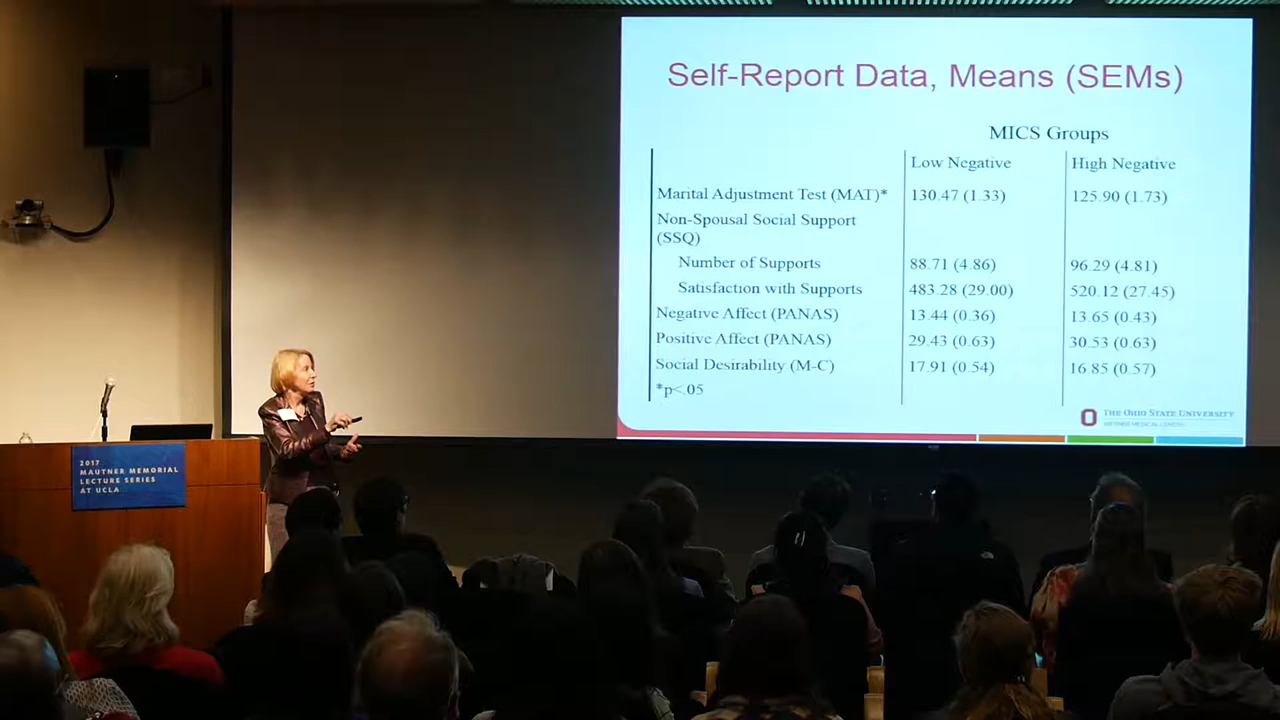 Self-Report Data, Means (SEMs)
MICS Groups
Low Negative High Negative
Marital Adjustment Test (MAT)* 130.47 (1.33) 125.90 (1.73)
Non-Spousal Social Support
(SSQ)
Number of Supports 88.71 (4.86) 96.29 (4.81)
Satisfaction with Supports 483.28 (29.00) 520.12 (27.45)
Negative Affect (PANAS) 13.44 (0.36) 13.65 (0.43)
Positive Affect (PANAS) 29.43 (0.63) 30.53 (0.63)
Social Desirability (M-C) 17.91 (0.54) 16.85 (0.57)
*p<.05
THE OHIO STATE UNIVERSITY
WEXNER MEDICAL CENTER
2017
MAUTNER MEMORIAL
LECTURE SERIES
AT UCLA